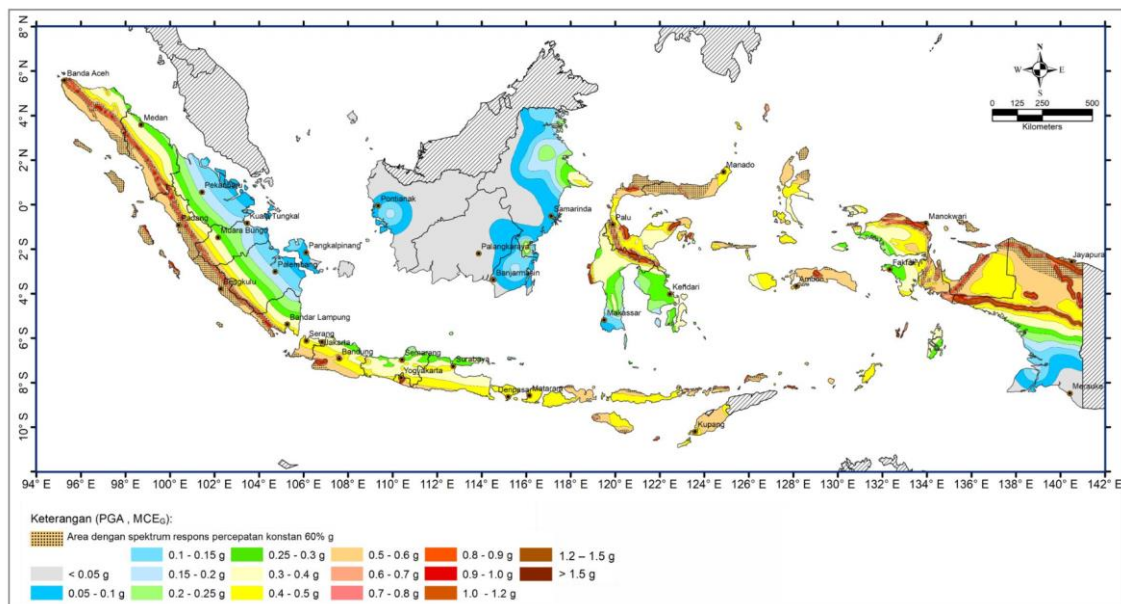 8° N
6° N
4° N
2° N
0°
2° S
4° S
6° S
8° S
10° S
N
W E
S
0 125 250 500
Kilometers
Banda Aceh
Medan
Pekanbaru
Kuala Tungkal
Padang
Muara Bungo
Pangkalpinang
Palembang
Bengkulu
Bandar Lampung
Serang
Jakarta
Bandung
Semarang
Surabaya
Yogyakarta
Denpasar
Mataram
Kupang
Pontianak
Palangkaraya
Samarinda
Banjarmasin
Manado
Palu
Kendari
Makassar
Ambon
Fakfak
Manokwari
Jayapura
Merauke
94° E 96° E 98° E 100° E 102° E 104° E 106° E 108° E 110° E 112° E 114° E 116° E 118° E 120° E 122° E 124° E 126° E 128° E 130° E 132° E 134° E 136° E 138° E 140° E 142° E
Keterangan (PGA , MCEG):
Area dengan spektrum respons percepatan konstan 60% g
0.1 - 0.15 g 0.25 - 0.3 g 0.5 - 0.6 g 0.8 - 0.9 g 1.2 – 1.5 g
< 0.05 g 0.15 - 0.2 g 0.3 - 0.4 g 0.6 - 0.7 g 0.9 - 1.0 g > 1.5 g
0.05 - 0.1 g 0.2 - 0.25 g 0.4 - 0.5 g 0.7 - 0.8 g 1.0 - 1.2 g